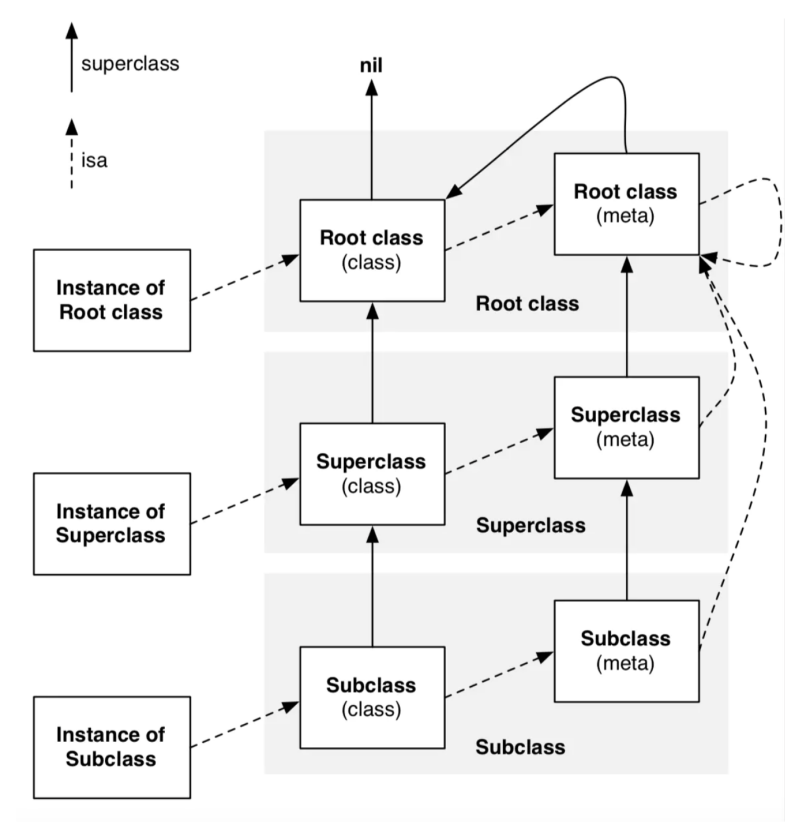 superclass
isa
nil
Root class
(meta)
Root class
(class)
Instance of
Root class
Root class
Superclass
(meta)
Superclass
(class)
Instance of
Superclass
Superclass
Subclass
(meta)
Subclass
(class)
Instance of
Subclass
Subclass